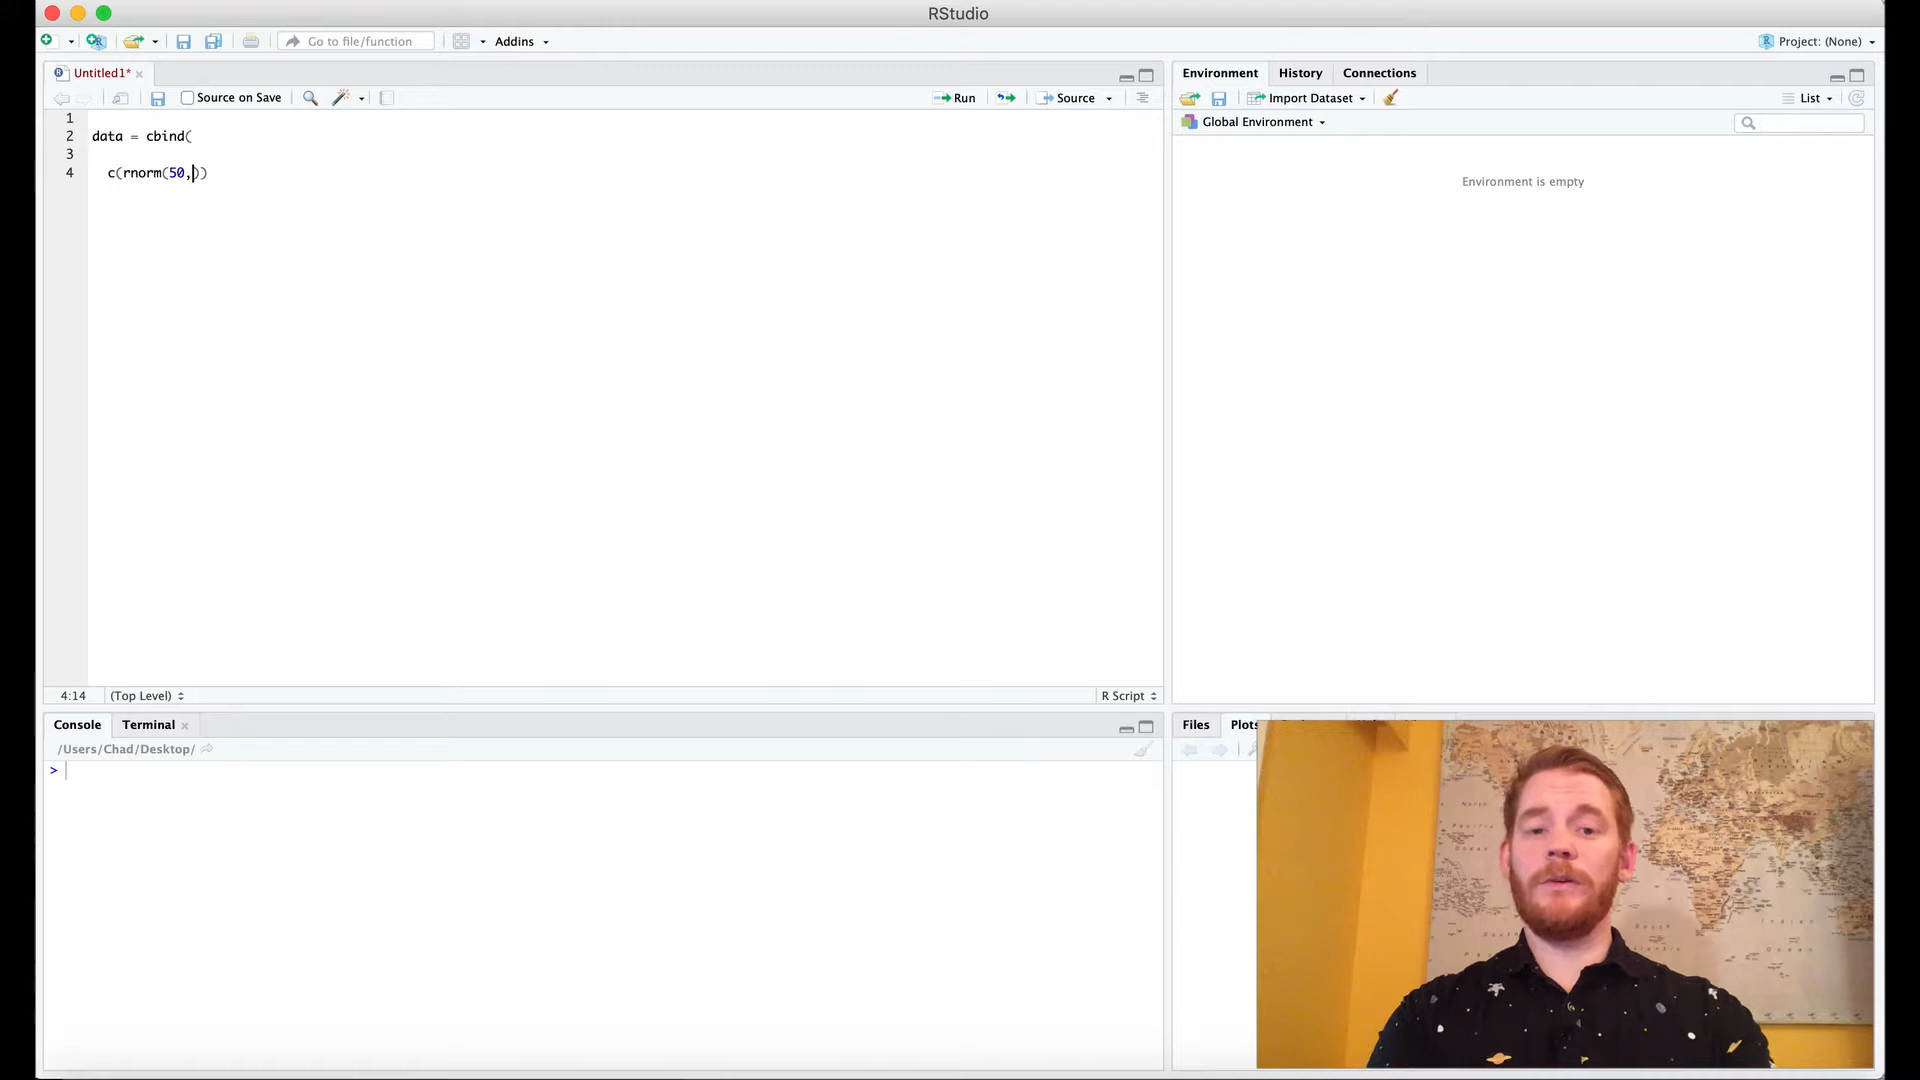 RStudio
Go to file/function
Addins
Project: (None)
Untitled1*
Source on Save
Run
Source
1
2 data = cbind(
3
4 c(rnorm(50,))
4:14 (Top Level)
R Script
Console Terminal
/Users/Chad/Desktop/
>
Environment History Connections
Import Dataset
List
Global Environment
Environment is empty
Files Plots